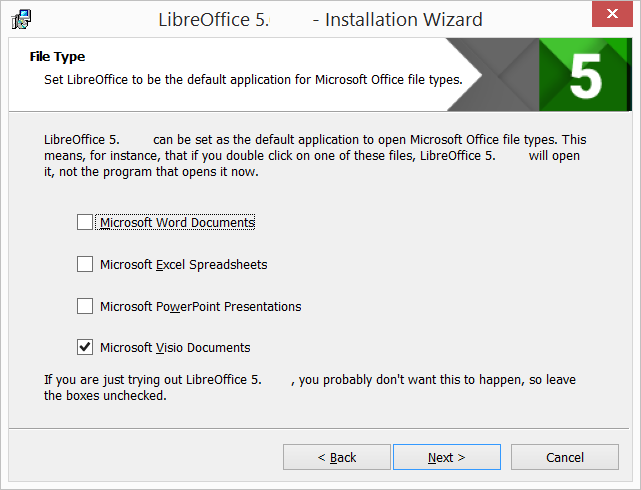 LibreOffice 5. - Installation Wizard
File Type
Set LibreOffice to be the default application for Microsoft Office file types.
5
LibreOffice 5. can be set as the default application to open Microsoft Office file types. This
means, for instance, that if you double click on one of these files, LibreOffice 5. will open
it, not the program that opens it now.
Microsoft Word Documents
Microsoft Excel Spreadsheets
Microsoft PowerPoint Presentations
Microsoft Visio Documents
If you are just trying out LibreOffice 5. , you probably don't want this to happen, so leave
the boxes unchecked.
< Back Next > Cancel